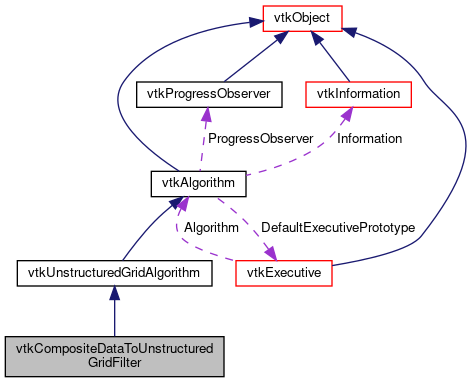 vtkObject
vtkProgressObserver
vtkInformation
ProgressObserver
Information
vtkAlgorithm
Algorithm
DefaultExecutivePrototype
vtkUnstructuredGridAlgorithm
vtkExecutive
vtkCompositeDataToUnstructured
GridFilter